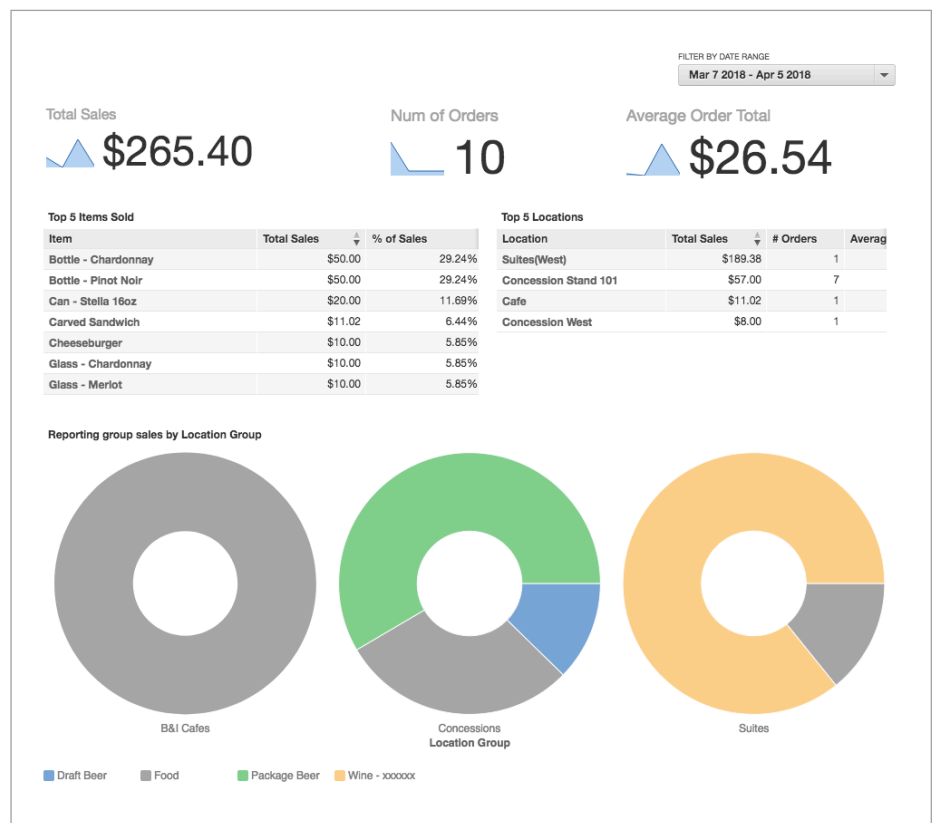 FILTER BY DATE RANGE
Mar 7 2018 - Apr 5 2018
Total Sales
$265.40
Num of Orders
10
Average Order Total
$26.54
Top 5 Items Sold
Item Total Sales % of Sales
Bottle - Chardonnay $50.00 29.24%
Bottle - Pinot Noir $50.00 29.24%
Can - Stella 16oz $20.00 11.69%
Carved Sandwich $11.02 6.44%
Cheeseburger $10.00 5.85%
Glass - Chardonnay $10.00 5.85%
Glass - Merlot $10.00 5.85%
Top 5 Locations
Location Total Sales # Orders Averag
Suites(West) $189.38 1
Concession Stand 101 $57.00 7
Cafe $11.02 1
Concession West $8.00 1
Reporting group sales by Location Group
B&I Cafes Concessions Suites
Location Group
Draft Beer Food Package Beer Wine - xxxxxx